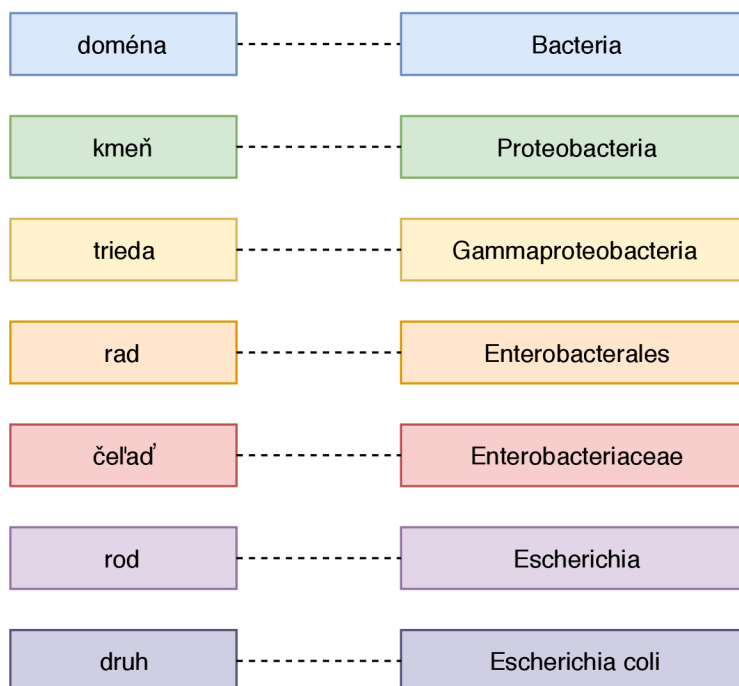 doména Bacteria
kmeň Proteobacteria
trieda Gammaproteobacteria
rad Enterobacterales
čeľaď Enterobacteriaceae
rod Escherichia
druh Escherichia coli